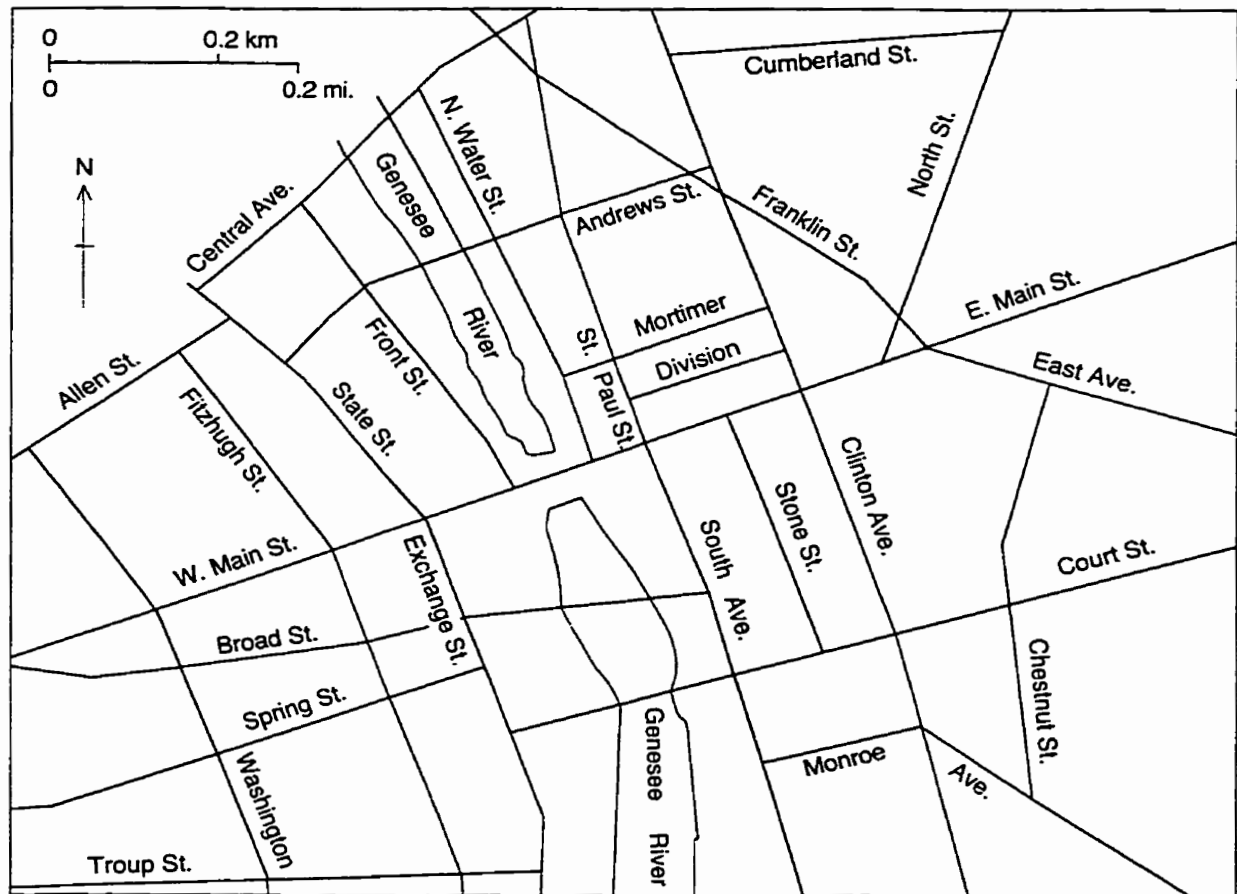 0 0.2 km
0 0.2 mi.
N
Central Ave.
Genesee
River
N. Water St.
Cumberland St.
North St.
Andrews St.
Franklin St.
E. Main St.
East Ave.
Mortimer
Division
St. Paul St.
Front St.
State St.
Allen St.
Fitzhugh St.
W. Main St.
Exchange St.
Broad St.
Spring St.
Washington
Troup St.
South Ave.
Stone St.
Clinton Ave.
Court St.
Chestnut St.
Monroe Ave.
Genesee River